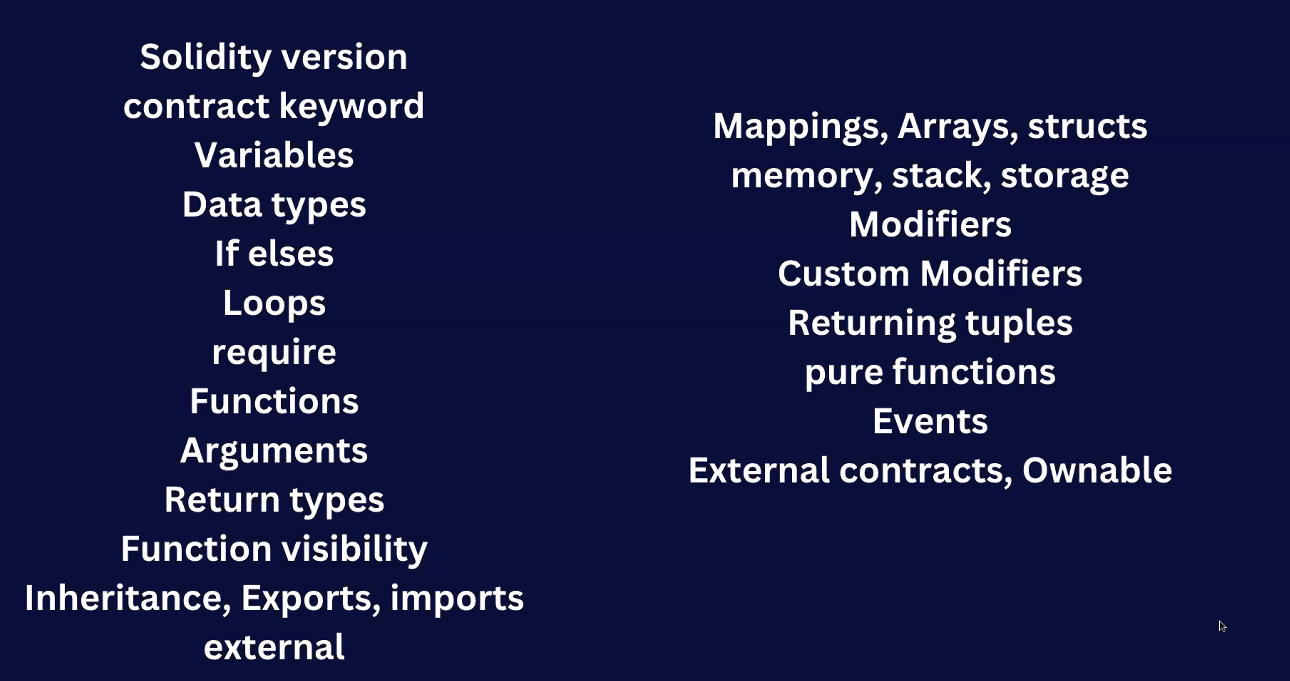 Solidity version
contract keyword
Variables
Data types
If elses
Loops
require
Functions
Arguments
Return types
Function visibility
Inheritance, Exports, imports
external
Mappings, Arrays, structs
memory, stack, storage
Modifiers
Custom Modifiers
Returning tuples
pure functions
Events
External contracts, Ownable